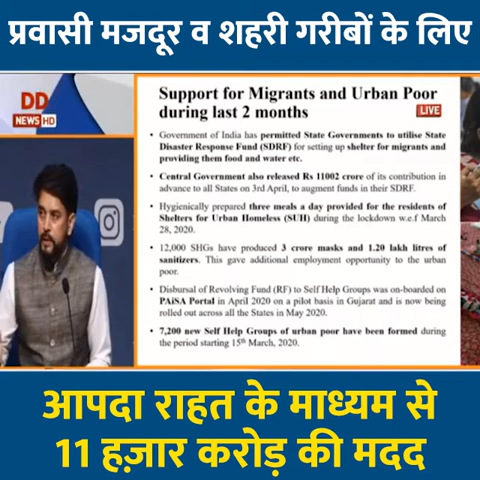 प्रवासी मजदूर व शहरी गरीबों के लिए
DD
NEWS HD
Support for Migrants and Urban Poor
during last 2 months
LIVE
• Government of India has permitted State Governments to utilise State
Disaster Response Fund (SDRF) for setting up shelter for migrants and
providing them food and water etc.
• Central Government also released Rs 11002 crore of its contribution in
advance to all States on 3rd April, to augment funds in their SDRF.
• Hygienically prepared three meals a day provided for the residents of
Shelters for Urban Homeless (SUH) during the lockdown w.e.f March
28, 2020.
• 12,000 SHGs have produced 3 crore masks and 1.20 lakh litres of
sanitizers. This gave additional employment opportunity to the urban
poor.
• Disbursal of Revolving Fund (RF) to Self Help Groups was on-boarded on
PAiSA Portal in April 2020 on a pilot basis in Gujarat and is now being
rolled out across all the States in May 2020.
• 7,200 new Self Help Groups of urban poor have been formed during
the period starting 15th March, 2020.
आपदा राहत के माध्यम से
11 हज़ार करोड़ की मदद